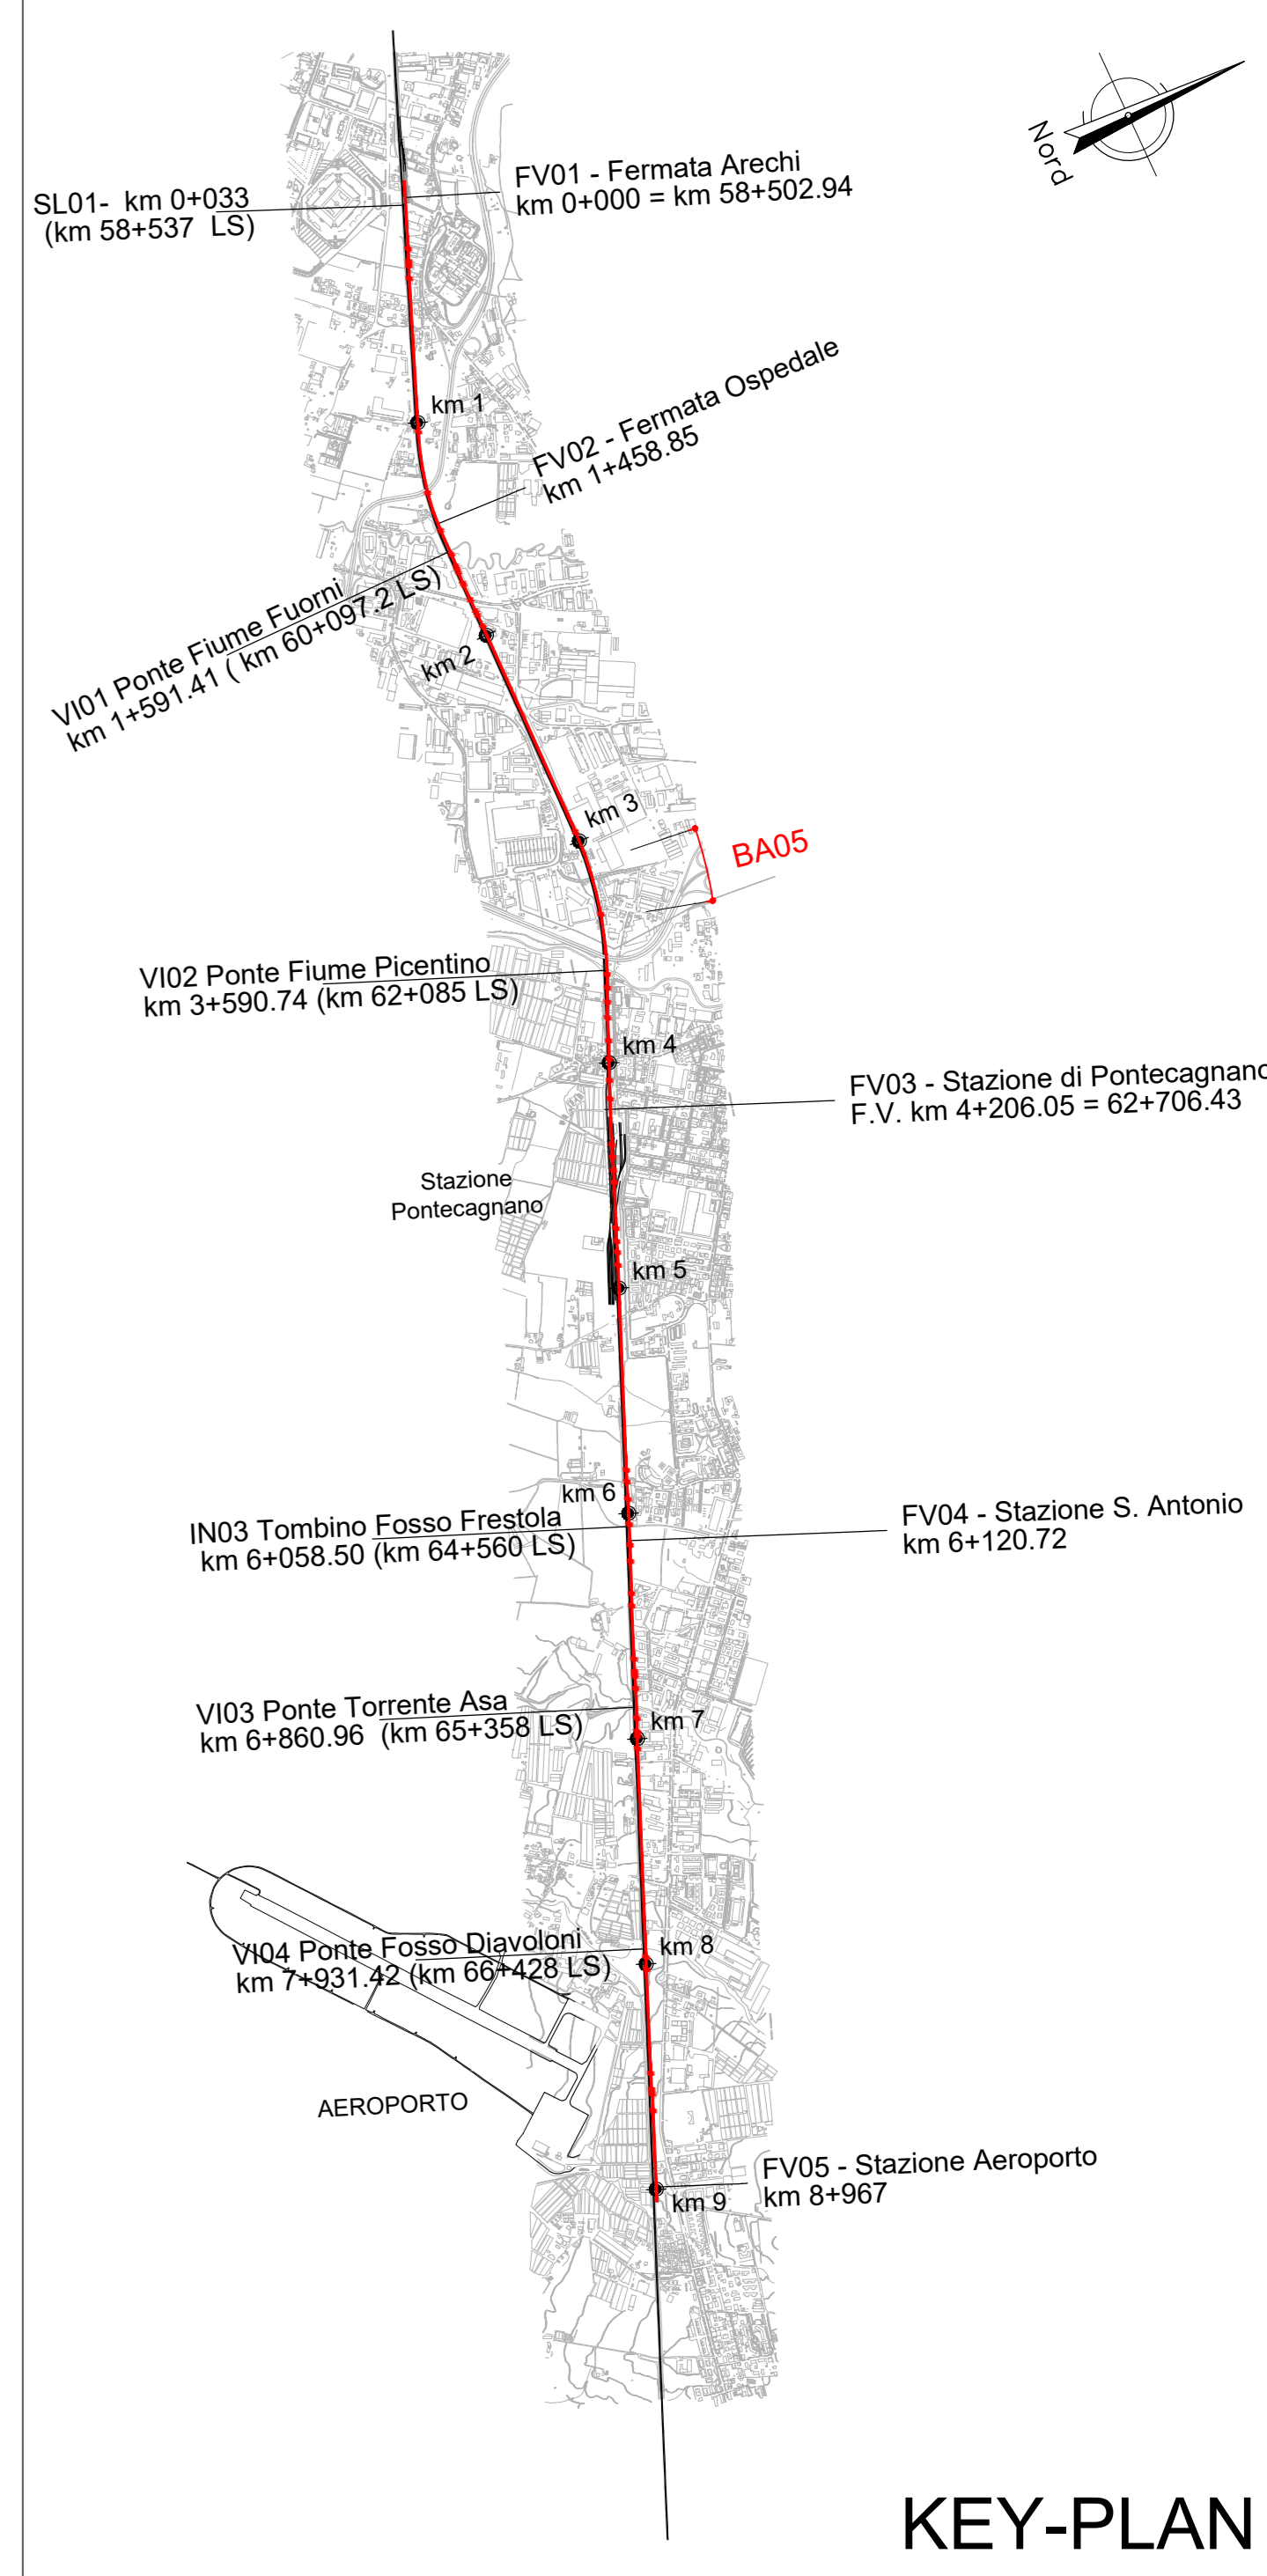 Nord
FV01 - Fermata Arechi
km 0+000 = km 58+502.94
SL01-  km 0+033
(km 58+537  LS)
km 1
FV02 - Fermata Ospedale
km 1+458.85
VI01 Ponte Fiume Fuorni
km 1+591.41 ( km 60+097.2 LS)
km 2
km 3
BA05
VI02 Ponte Fiume Picentino
km 3+590.74 (km 62+085 LS)
km 4
FV03 - Stazione di Pontecagnano
F.V. km 4+206.05 = 62+706.43
Stazione
Pontecagnano
km 5
km 6
IN03 Tombino Fosso Frestola
km 6+058.50 (km 64+560 LS)
FV04 - Stazione S. Antonio
km 6+120.72
VI03 Ponte Torrente Asa
km 6+860.96  (km 65+358 LS)
km 7
VI04 Ponte Fosso Diavoloni
km 7+931.42 (km 66+428 LS)
km 8
AEROPORTO
FV05 - Stazione Aeroporto
km 8+967
km 9
KEY-PLAN